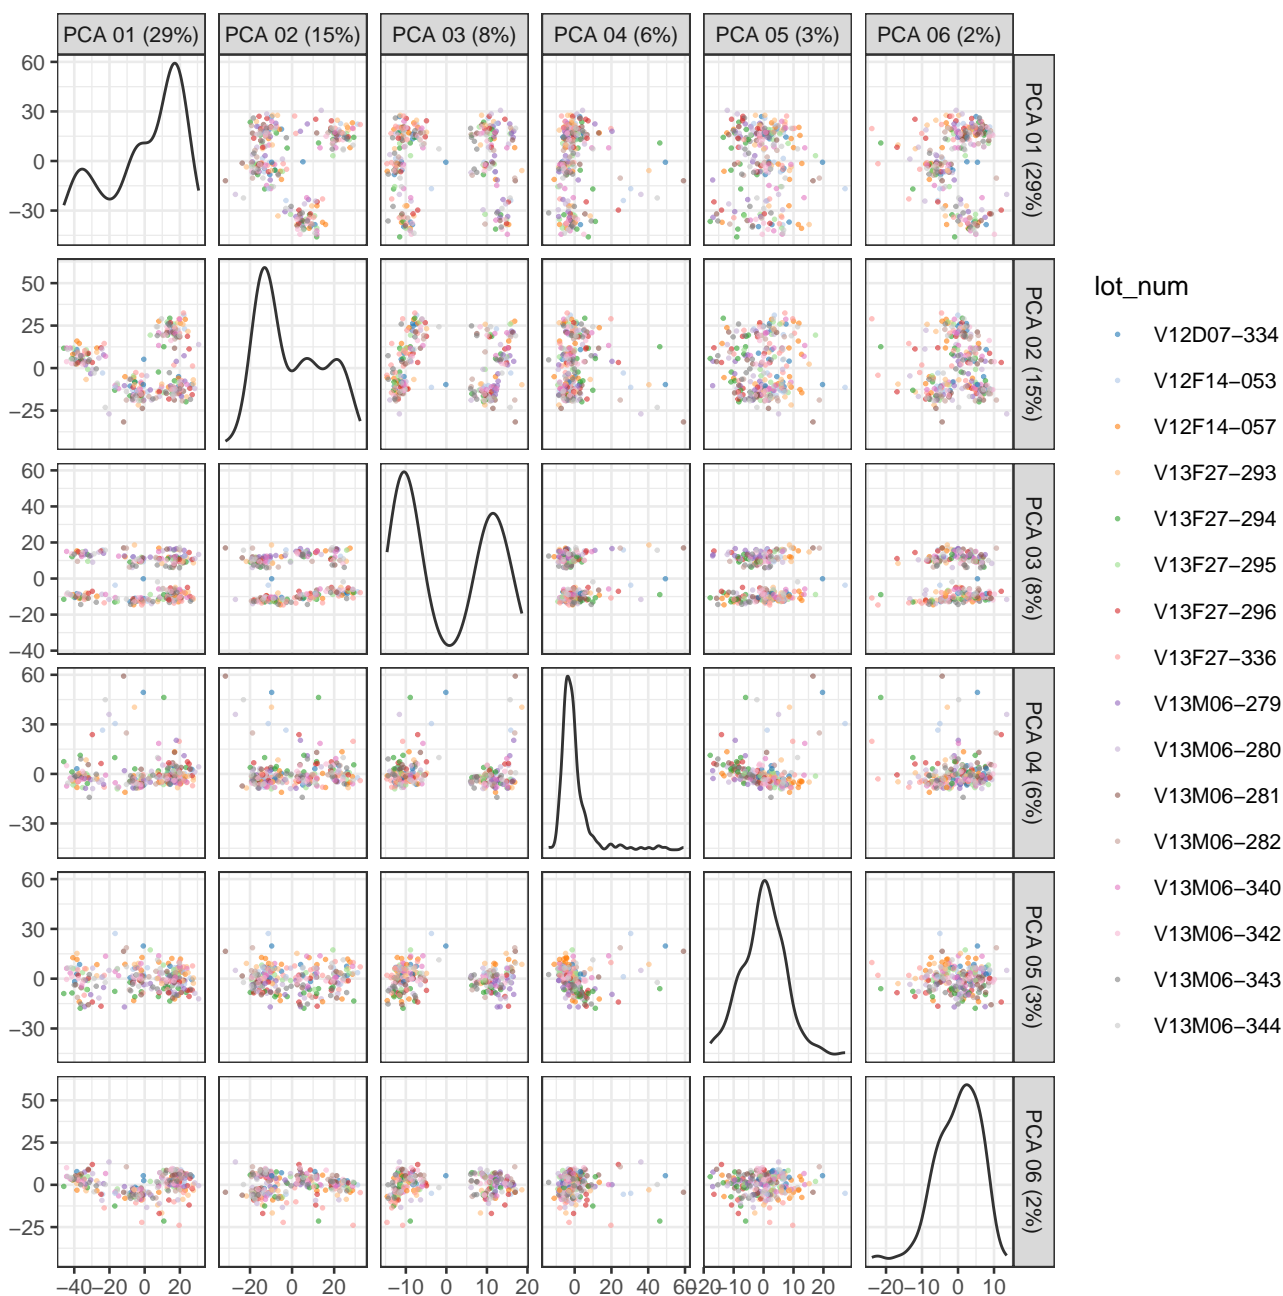 PCA 01 (29%) PCA 02 (15%) PCA 03 (8%) PCA 04 (6%) PCA 05 (3%) PCA 06 (2%)
60
30
0
−30
PCA 01 (29%)
50
25
0
−25
PCA 02 (15%)
60
40
20
0
−20
−40
PCA 03 (8%)
60
30
0
−30
PCA 04 (6%)
60
30
0
−30
PCA 05 (3%)
50
25
0
−25
PCA 06 (2%)
−40 −20 0 20 −20 0 20 −10 0 10 20 0 20 40 60 −20 −10 0 10 20 −20 −10 0 10
lot_num
V12D07−334
V12F14−053
V12F14−057
V13F27−293
V13F27−294
V13F27−295
V13F27−296
V13F27−336
V13M06−279
V13M06−280
V13M06−281
V13M06−282
V13M06−340
V13M06−342
V13M06−343
V13M06−344